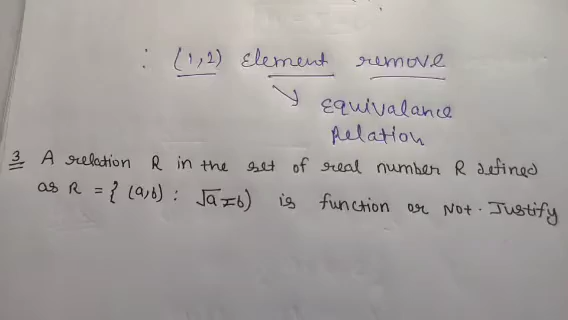 ∴ (1,2) Element remove
Equivalance
Relation
3 A relation R in the set of real number R defined
as R = { (a,b) : √a = b) is function or Not. Justify